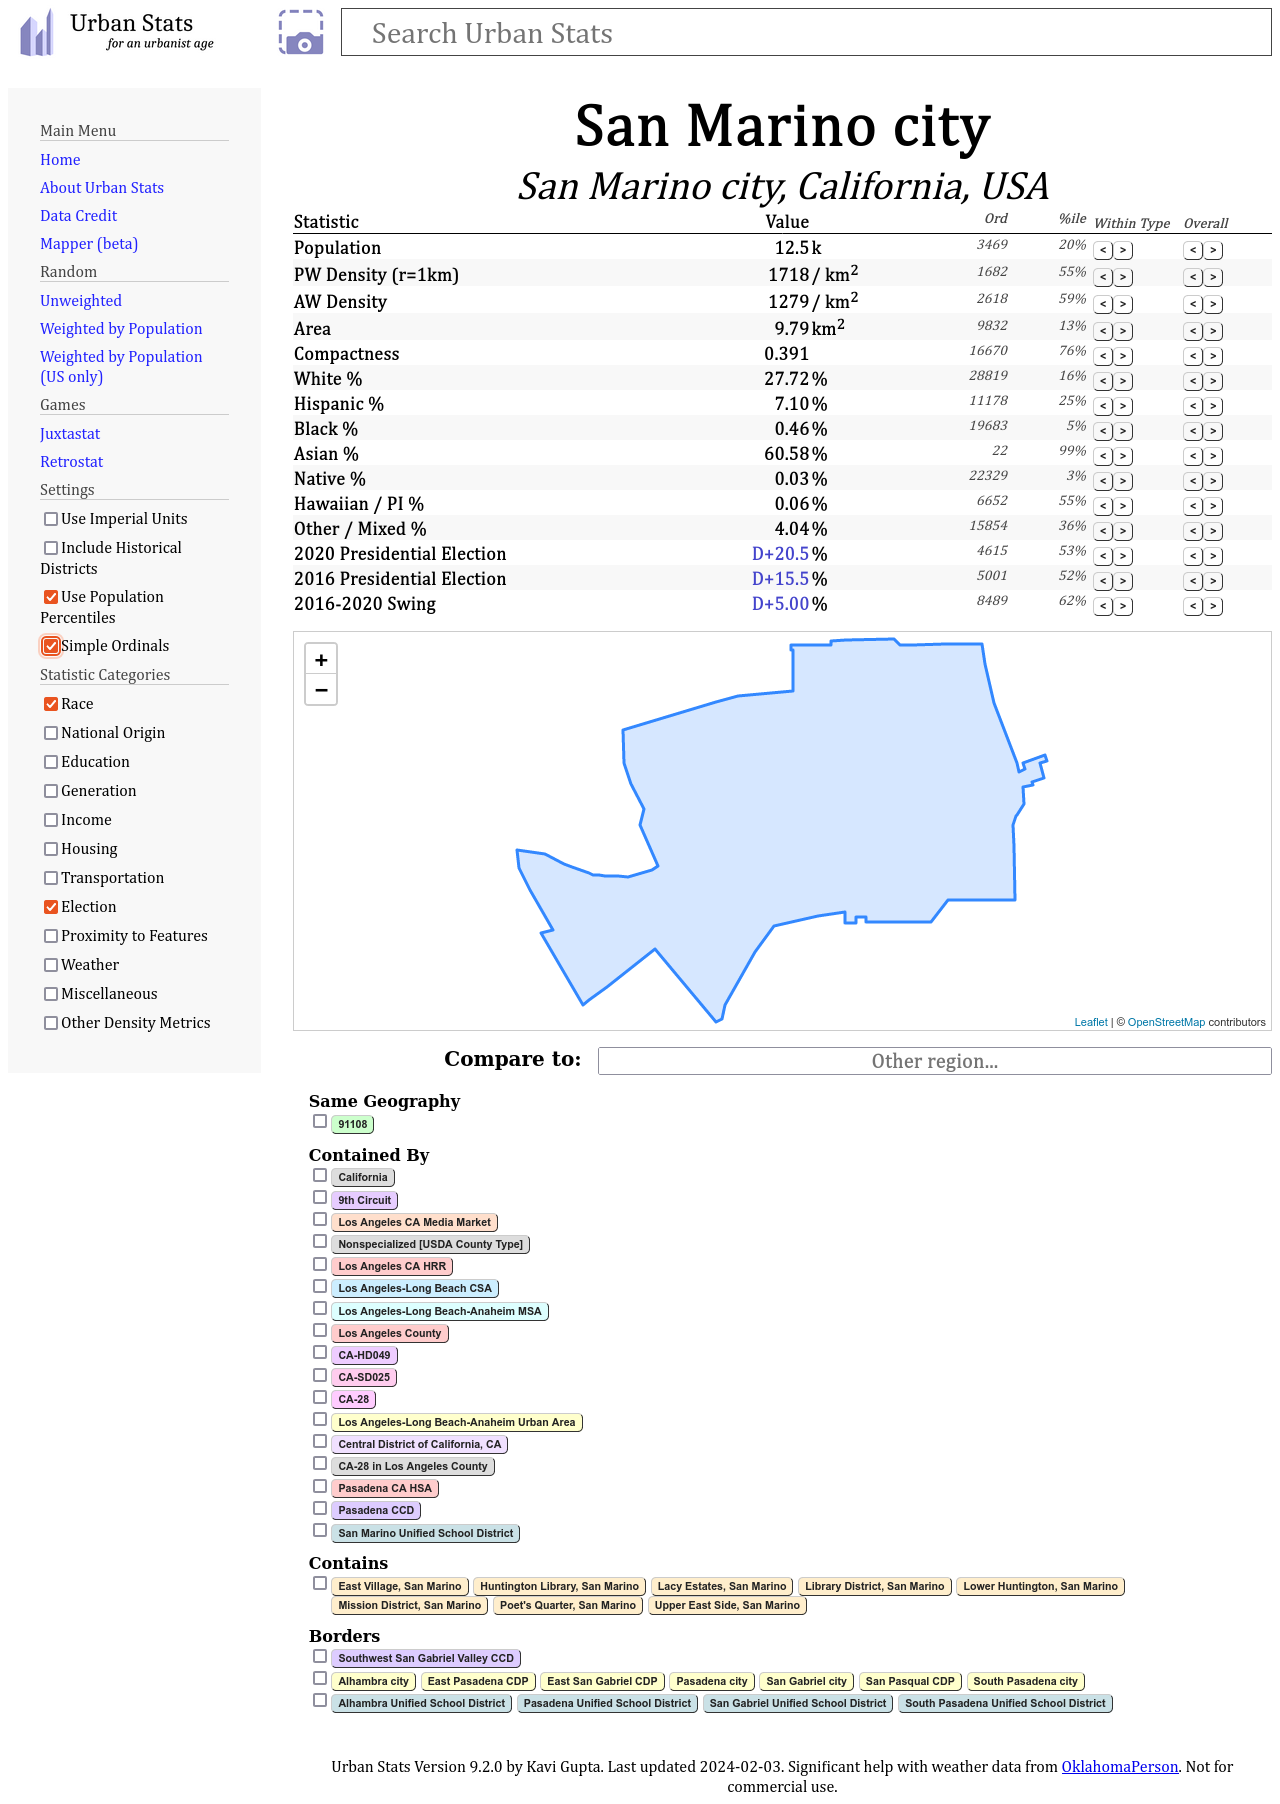 Urban Stats
for an urbanist age
Search Urban Stats
Main Menu
Home
About Urban Stats
Data Credit
Mapper (beta)
Random
Unweighted
Weighted by Population
Weighted by Population
(US only)
Games
Juxtastat
Retrostat
Settings
Use Imperial Units
Include Historical
Districts
Use Population
Percentiles
Simple Ordinals
Statistic Categories
Race
National Origin
Education
Generation
Income
Housing
Transportation
Election
Proximity to Features
Weather
Miscellaneous
Other Density Metrics
San Marino city
San Marino city, California, USA
Statistic Value Ord %ile Within Type Overall
Population 12.5 k 3469 20% < > < >
PW Density (r=1km) 1718 / km² 1682 55% < > < >
AW Density 1279 / km² 2618 59% < > < >
Area 9.79 km² 9832 13% < > < >
Compactness 0.391 16670 76% < > < >
White % 27.72 % 28819 16% < > < >
Hispanic % 7.10 % 11178 25% < > < >
Black % 0.46 % 19683 5% < > < >
Asian % 60.58 % 22 99% < > < >
Native % 0.03 % 22329 3% < > < >
Hawaiian / PI % 0.06 % 6652 55% < > < >
Other / Mixed % 4.04 % 15854 36% < > < >
2020 Presidential Election D+20.5 % 4615 53% < > < >
2016 Presidential Election D+15.5 % 5001 52% < > < >
2016-2020 Swing D+5.00 % 8489 62% < > < >
+
−
Leaflet | © OpenStreetMap contributors
Compare to: Other region...
Same Geography
91108
Contained By
California
9th Circuit
Los Angeles CA Media Market
Nonspecialized [USDA County Type]
Los Angeles CA HRR
Los Angeles-Long Beach CSA
Los Angeles-Long Beach-Anaheim MSA
Los Angeles County
CA-HD049
CA-SD025
CA-28
Los Angeles-Long Beach-Anaheim Urban Area
Central District of California, CA
CA-28 in Los Angeles County
Pasadena CA HSA
Pasadena CCD
San Marino Unified School District
Contains
East Village, San Marino Huntington Library, San Marino Lacy Estates, San Marino Library District, San Marino Lower Huntington, San Marino
Mission District, San Marino Poet's Quarter, San Marino Upper East Side, San Marino
Borders
Southwest San Gabriel Valley CCD
Alhambra city East Pasadena CDP East San Gabriel CDP Pasadena city San Gabriel city San Pasqual CDP South Pasadena city
Alhambra Unified School District Pasadena Unified School District San Gabriel Unified School District South Pasadena Unified School District
Urban Stats Version 9.2.0 by Kavi Gupta. Last updated 2024-02-03. Significant help with weather data from OklahomaPerson. Not for
commercial use.